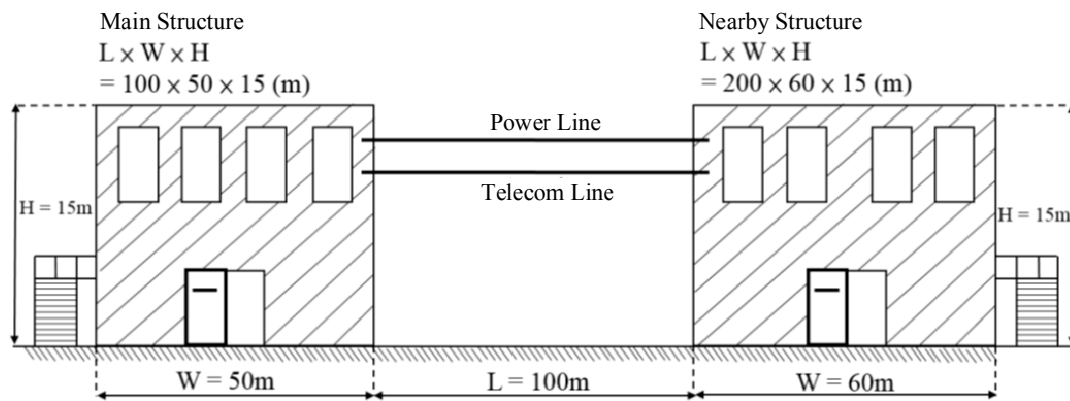 Main Structure
L × W × H
= 100 × 50 × 15 (m)
Nearby Structure
L × W × H
= 200 × 60 × 15 (m)
Power Line
Telecom Line
H = 15m
H = 15m
W = 50m
L = 100m
W = 60m